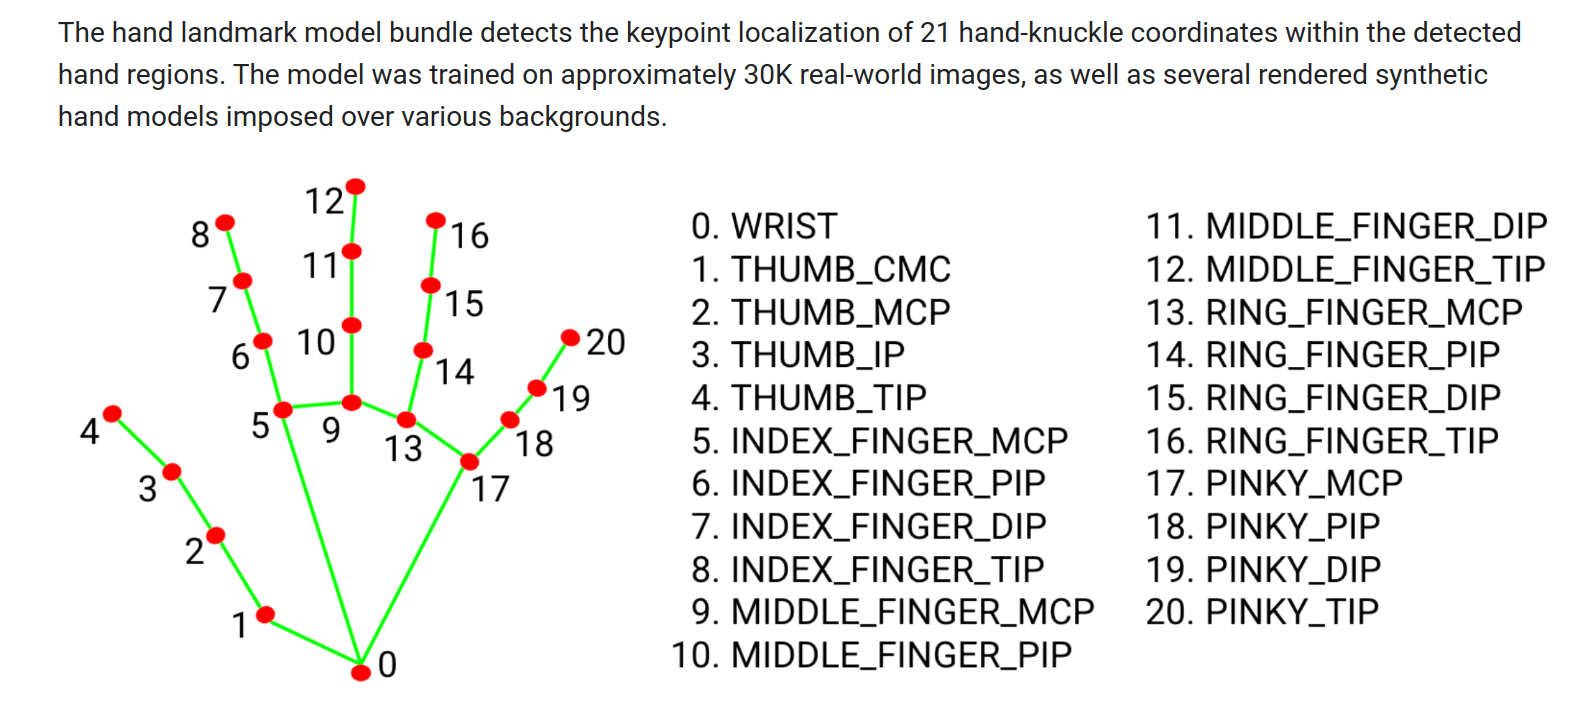 The hand landmark model bundle detects the keypoint localization of 21 hand-knuckle coordinates within the detected
hand regions. The model was trained on approximately 30K real-world images, as well as several rendered synthetic
hand models imposed over various backgrounds.
12
8
16
11
7
15
10
20
6
14
19
4
5
9
13
18
3
17
2
1
0
0. WRIST
1. THUMB_CMC
2. THUMB_MCP
3. THUMB_IP
4. THUMB_TIP
5. INDEX_FINGER_MCP
6. INDEX_FINGER_PIP
7. INDEX_FINGER_DIP
8. INDEX_FINGER_TIP
9. MIDDLE_FINGER_MCP
10. MIDDLE_FINGER_PIP
11. MIDDLE_FINGER_DIP
12. MIDDLE_FINGER_TIP
13. RING_FINGER_MCP
14. RING_FINGER_PIP
15. RING_FINGER_DIP
16. RING_FINGER_TIP
17. PINKY_MCP
18. PINKY_PIP
19. PINKY_DIP
20. PINKY_TIP